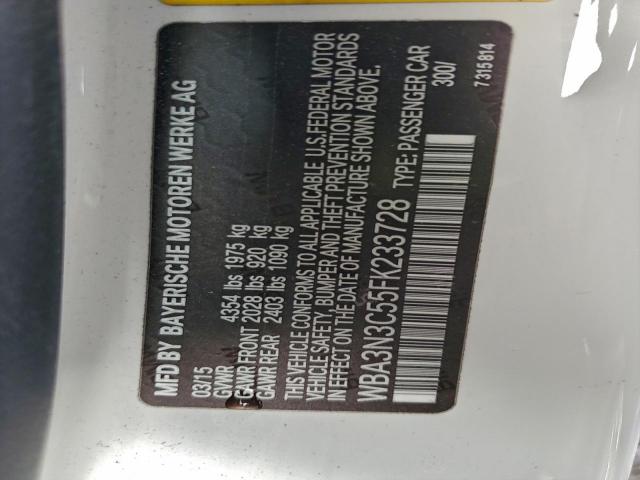 MFD BY BAYERISCHE MOTOREN WERKE AG
03/15
GVWR 4354 lbs 1975 kg
GAWR FRONT 2028 lbs 920 kg
GAWR REAR 2403 lbs 1090 kg
THIS VEHICLE CONFORMS TO ALL APPLICABLE U.S.FEDERAL MOTOR
VEHICLE SAFETY, BUMPER AND THEFT PREVENTION STANDARDS
IN EFFECT ON THE DATE OF MANUFACTURE SHOWN ABOVE.
WBA3N3C55FK233728 TYPE: PASSENGER CAR
300/
7315814